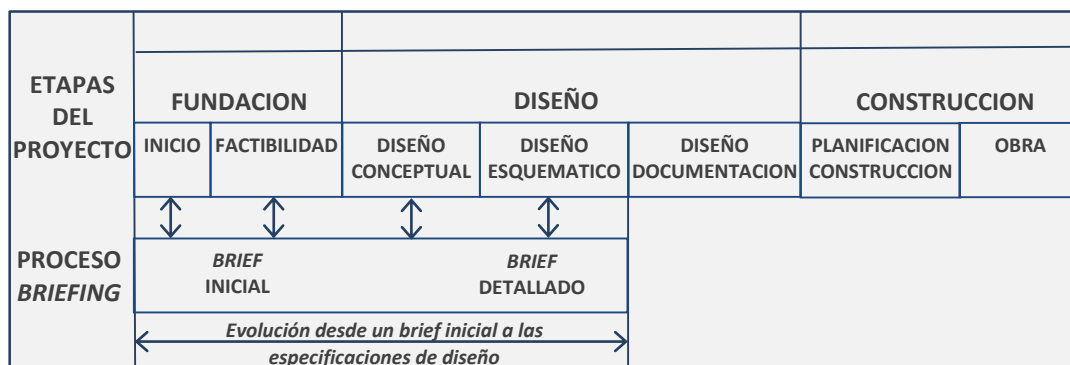 ETAPAS
DEL
PROYECTO
FUNDACION
DISEÑO
CONSTRUCCION
INICIO
FACTIBILIDAD
DISEÑO
CONCEPTUAL
DISEÑO
ESQUEMATICO
DISEÑO
DOCUMENTACION
PLANIFICACION
CONSTRUCCION
OBRA
PROCESO
BRIEFING
BRIEF
INICIAL
BRIEF
DETALLADO
Evolución desde un brief inicial a las
especificaciones de diseño